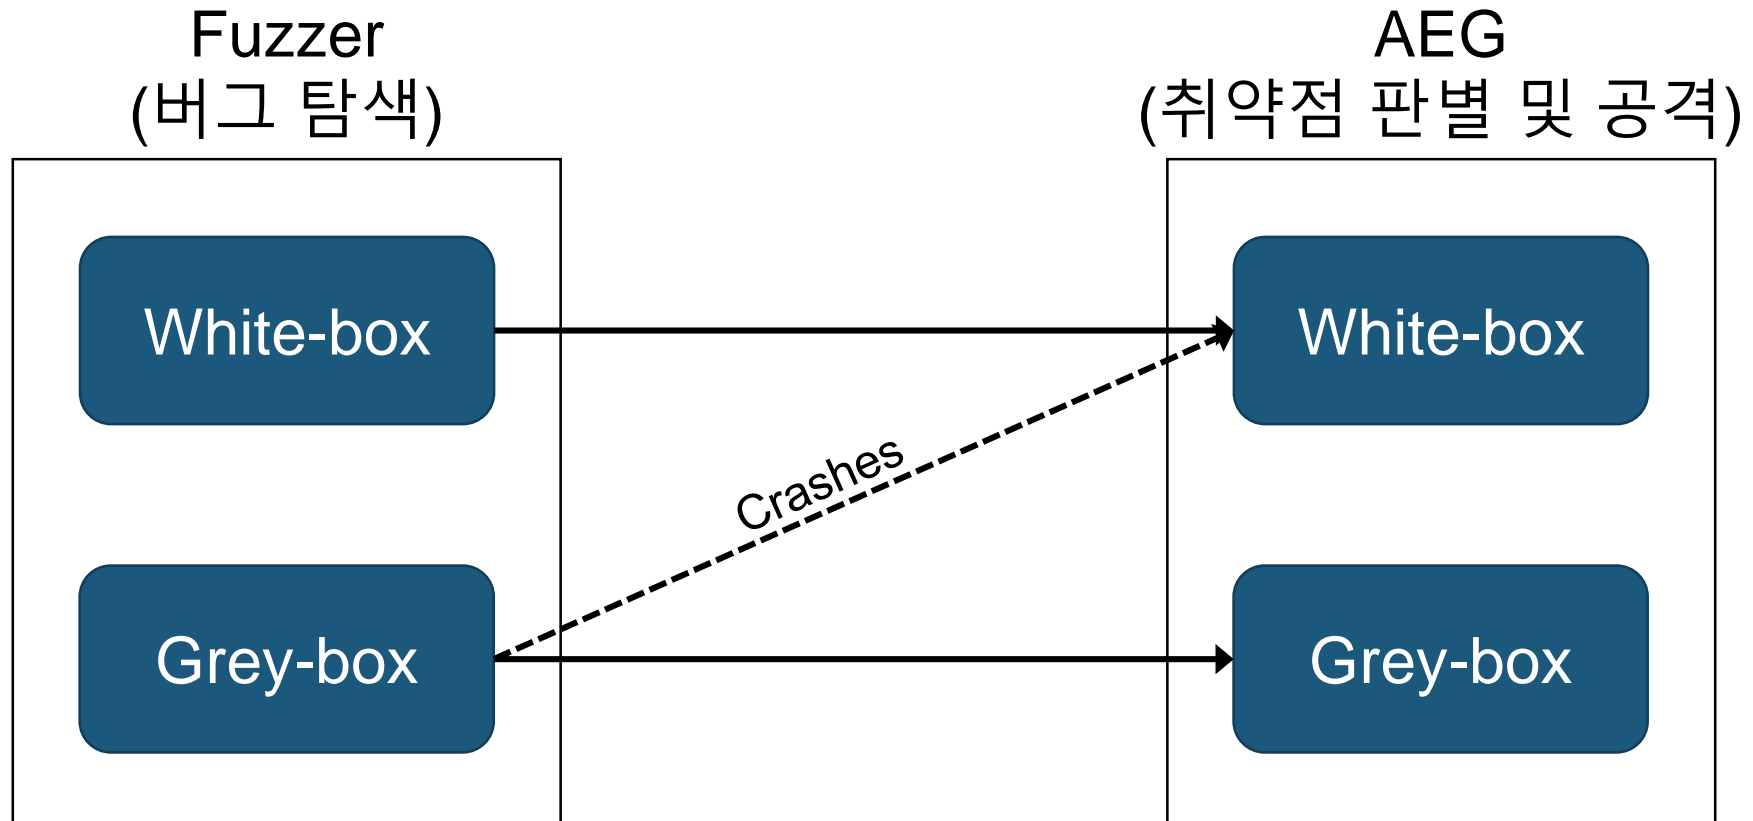 Fuzzer
(버그 탐색)
AEG
(취약점 판별 및 공격)
White-box
White-box
Crashes
Grey-box
Grey-box